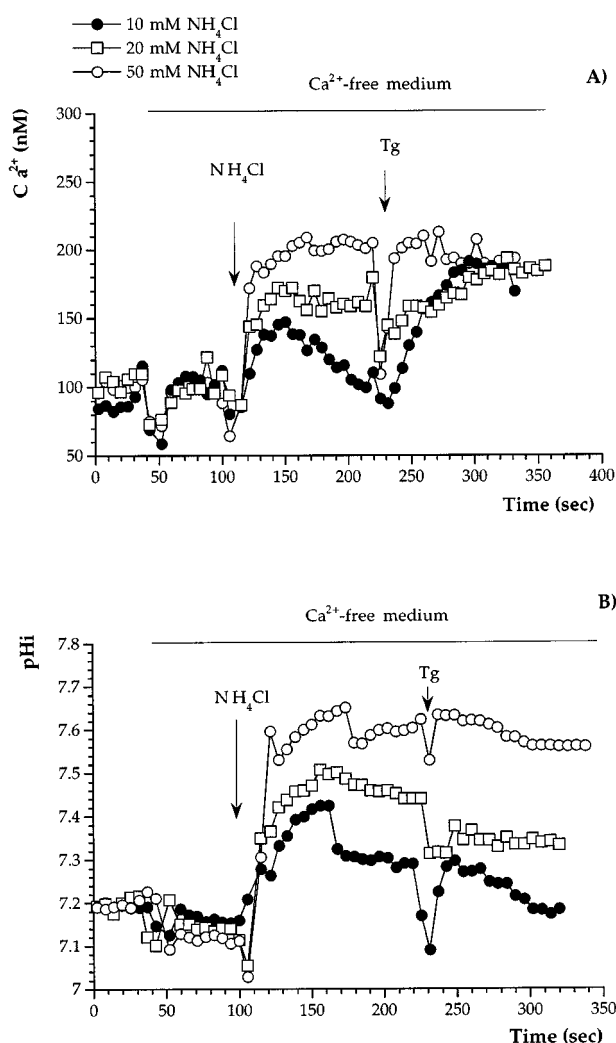 10 mM NH4Cl
20 mM NH4Cl
50 mM NH4Cl
A)
Ca2+-free medium
Ca2+ (nM)
300
250
200
150
100
50
NH4Cl
Tg
0
50
100
150
200
250
300
350
400
Time (sec)
B)
Ca2+-free medium
pHi
7.8
7.7
7.6
7.5
7.4
7.3
7.2
7.1
7
NH4Cl
Tg
0
50
100
150
200
250
300
350
Time (sec)